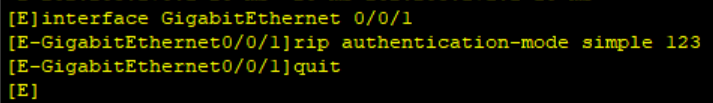 [E]interface GigabitEthernet 0/0/1
[E-GigabitEthernet0/0/1]rip authentication-mode simple 123
[E-GigabitEthernet0/0/1]quit
[E]